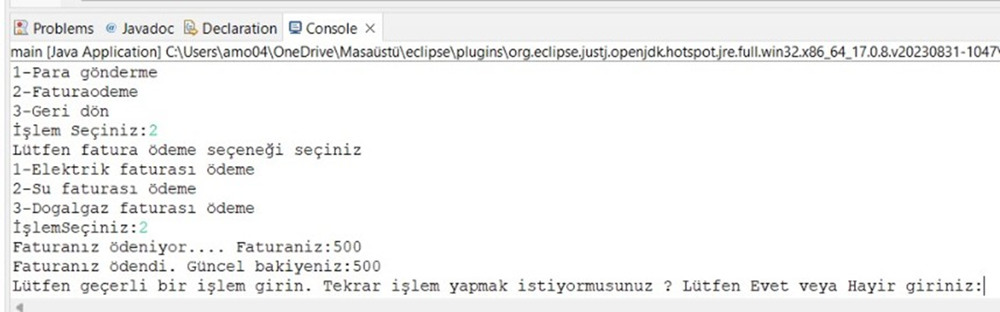 Problems Javadoc Declaration Console
main [Java Application] C:\Users\amo04\OneDrive\Masaüstü\eclipse\plugins\org.eclipse.justj.openjdk.hotspot.jre.full.win32.x86_64_17.0.8.v20230831-1047\
1-Para gönderme
2-Faturaodeme
3-Geri dön
İşlem Seçiniz:2
Lütfen fatura ödeme seçeneği seçiniz
1-Elektrik faturası ödeme
2-Su faturası ödeme
3-Dogalgaz faturası ödeme
İşlemSeçiniz:2
Faturanız ödeniyor.... Faturaniz:500
Faturanız ödendi. Güncel bakiyeniz:500
Lütfen geçerli bir işlem girin. Tekrar işlem yapmak istiyormusunuz ? Lütfen Evet veya Hayir giriniz: